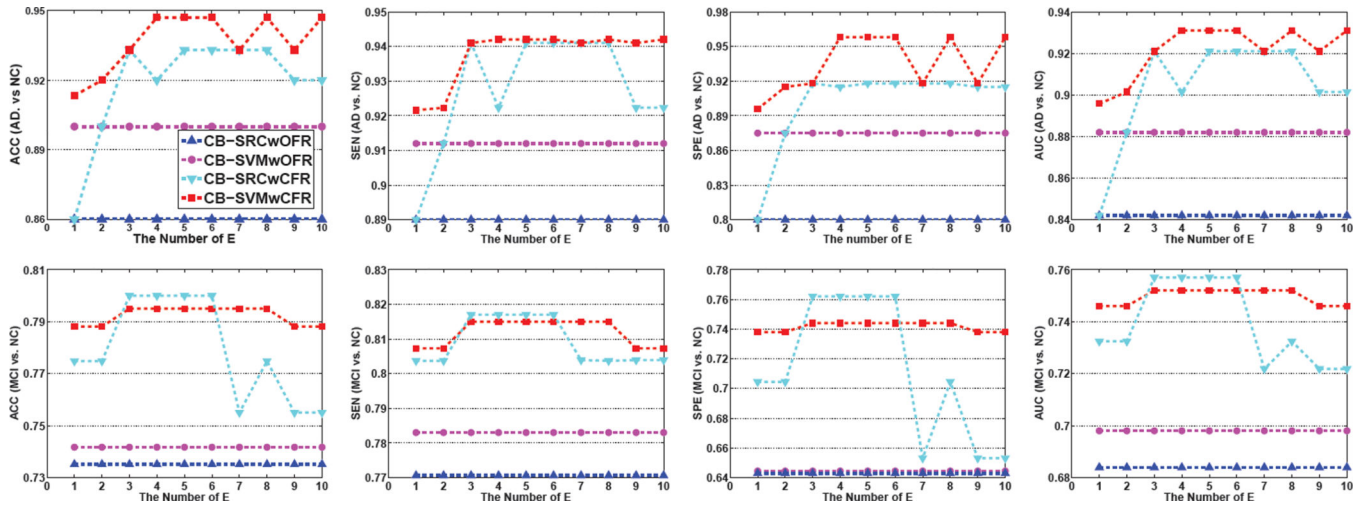 ACC (AD. vs NC)
0.95
0.92
0.89
0.86
0 1 2 3 4 5 6 7 8 9 10
The Number of E
CB-SRCwOFR
CB-SVMwOFR
CB-SRCwCFR
CB-SVMwCFR
SEN (AD vs. NC)
0.95
0.94
0.93
0.92
0.91
0.9
0.89
0 1 2 3 4 5 6 7 8 9 10
The Number of E
SPE (AD vs. NC)
0.98
0.95
0.92
0.89
0.86
0.83
0.8
0 1 2 3 4 5 6 7 8 9 10
The number of E
AUC (AD vs. NC)
0.94
0.92
0.9
0.88
0.86
0.84
0 1 2 3 4 5 6 7 8 9 10
The Number of E
ACC (MCI vs. NC)
0.81
0.79
0.77
0.75
0.73
0 1 2 3 4 5 6 7 8 9 10
The Number of E
SEN (MCI vs. NC)
0.83
0.82
0.81
0.8
0.79
0.78
0.77
0 1 2 3 4 5 6 7 8 9 10
The Number of E
SPE (MCI vs. NC)
0.78
0.76
0.74
0.72
0.7
0.68
0.66
0.64
0 1 2 3 4 5 6 7 8 9 10
The Number of E
AUC (MCI vs. NC)
0.76
0.74
0.72
0.7
0.68
0 1 2 3 4 5 6 7 8 9 10
The Number of E